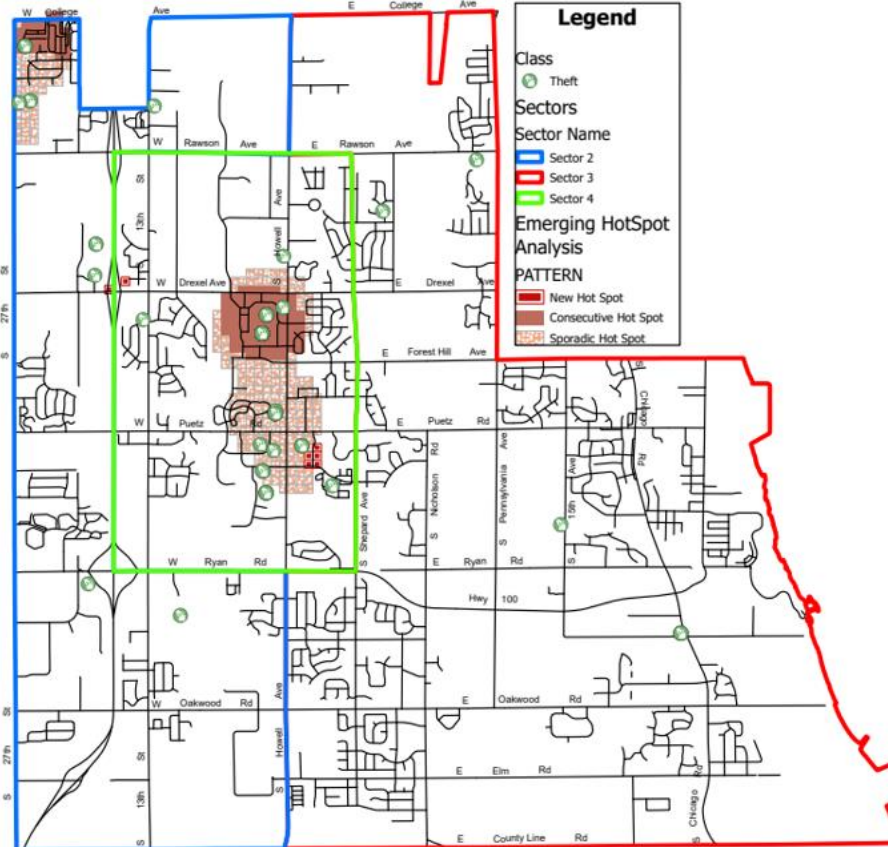 W College Ave E College Ave
Legend
Class
Theft
Sectors
Sector Name
Sector 2
Sector 3
Sector 4
Emerging HotSpot
Analysis
PATTERN
New Hot Spot
Consecutive Hot Spot
Sporadic Hot Spot
W Rawson Ave E Rawson Ave
S 13th St
S Howell Ave
S 27th St
W Drexel Ave E Drexel Ave
E Forest Hill Ave
W Puetz Rd E Puetz Rd
S Chicago Rd
S Shepard Ave
S Nicholson Rd
S Pennsylvania Ave
S 15th Ave
W Ryan Rd E Ryan Rd
Hwy 100
W Oakwood Rd E Oakwood Rd
S 27th St
S 13th St
S Howell Ave
E Elm Rd
S Chicago Rd
E County Line Rd